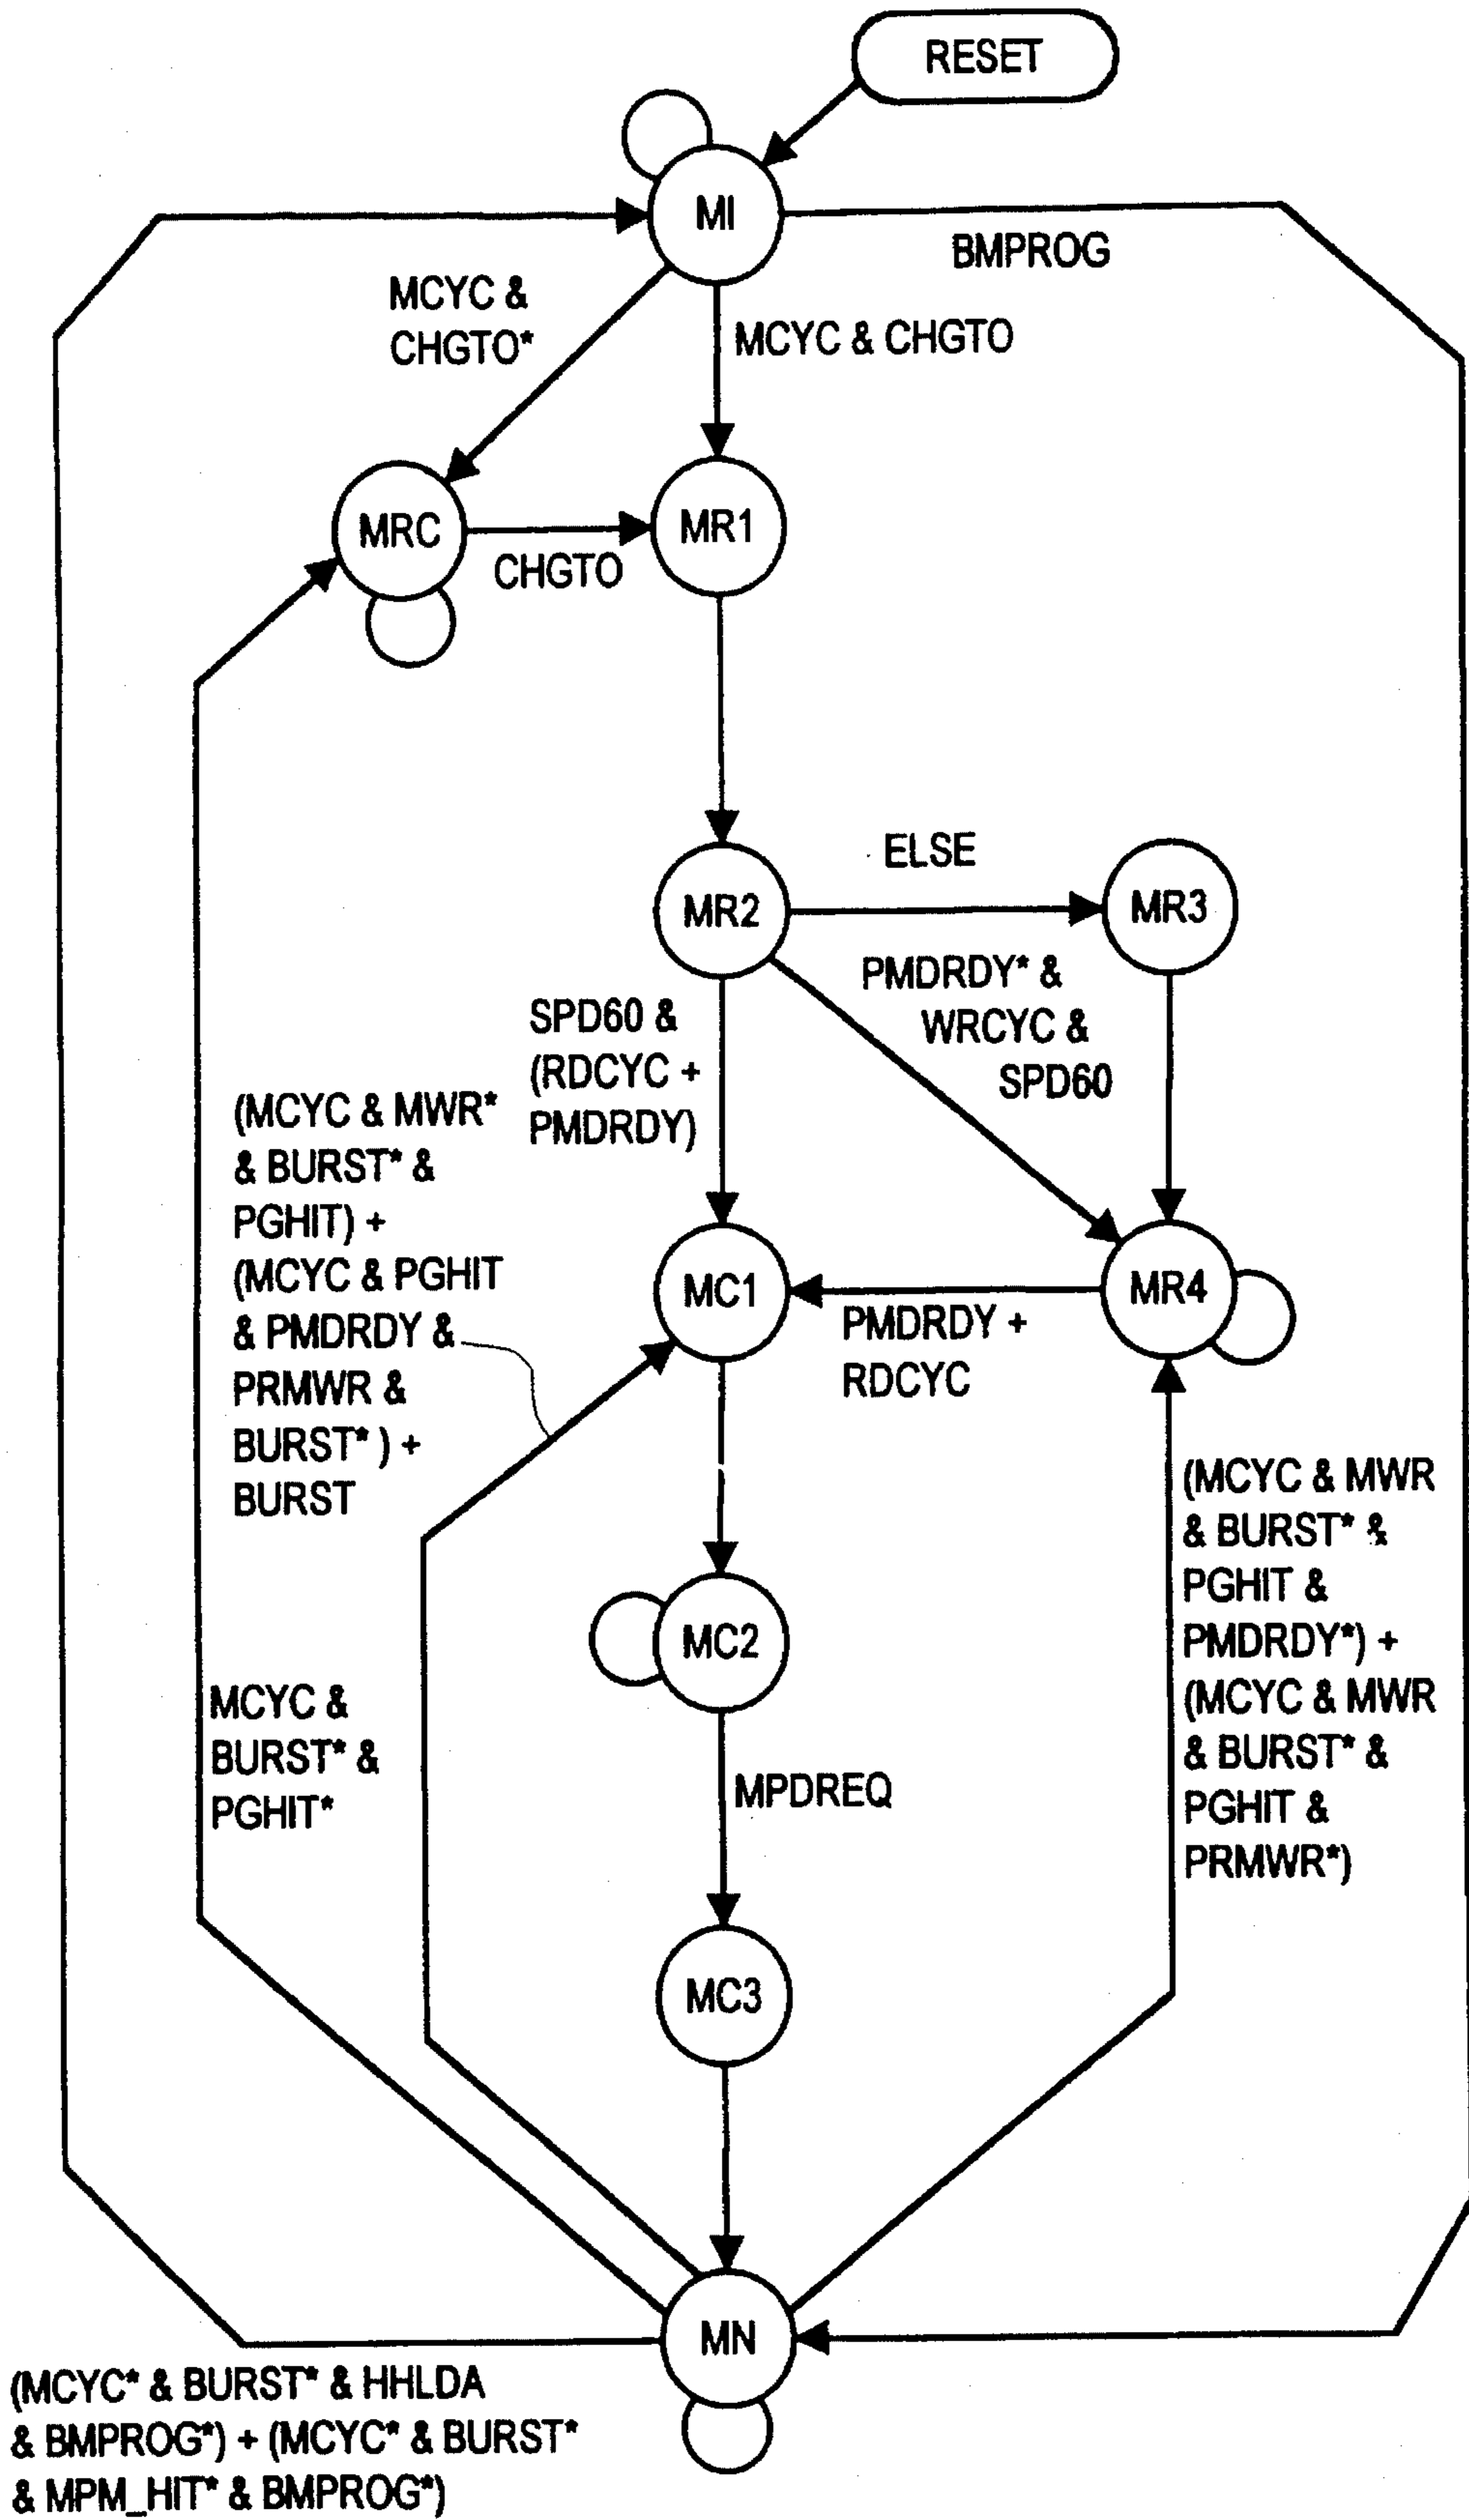 RESET
MI
BMPROG
MCYC &
CHGTO*
MCYC & CHGTO
MRC
CHGTO
MR1
MR2
ELSE
MR3
PMDRDY* &
WRCYC &
SPD60
SPD60 &
(RDCYC +
PMDRDY)
(MCYC & MWR*
& BURST* &
PGHIT) +
(MCYC & PGHIT
& PMDRDY &
PRMWR &
BURST*) +
BURST
MC1
MR4
PMDRDY +
RDCYC
(MCYC & MWR
& BURST* &
PGHIT &
PMDRDY*) +
(MCYC & MWR
& BURST* &
PGHIT &
PRMWR*)
MC2
MCYC &
BURST* &
PGHIT*
MPDREQ
MC3
MN
(MCYC* & BURST* & HHLDA
& BMPROG*) + (MCYC* & BURST*
& MPM_HIT* & BMPROG*)